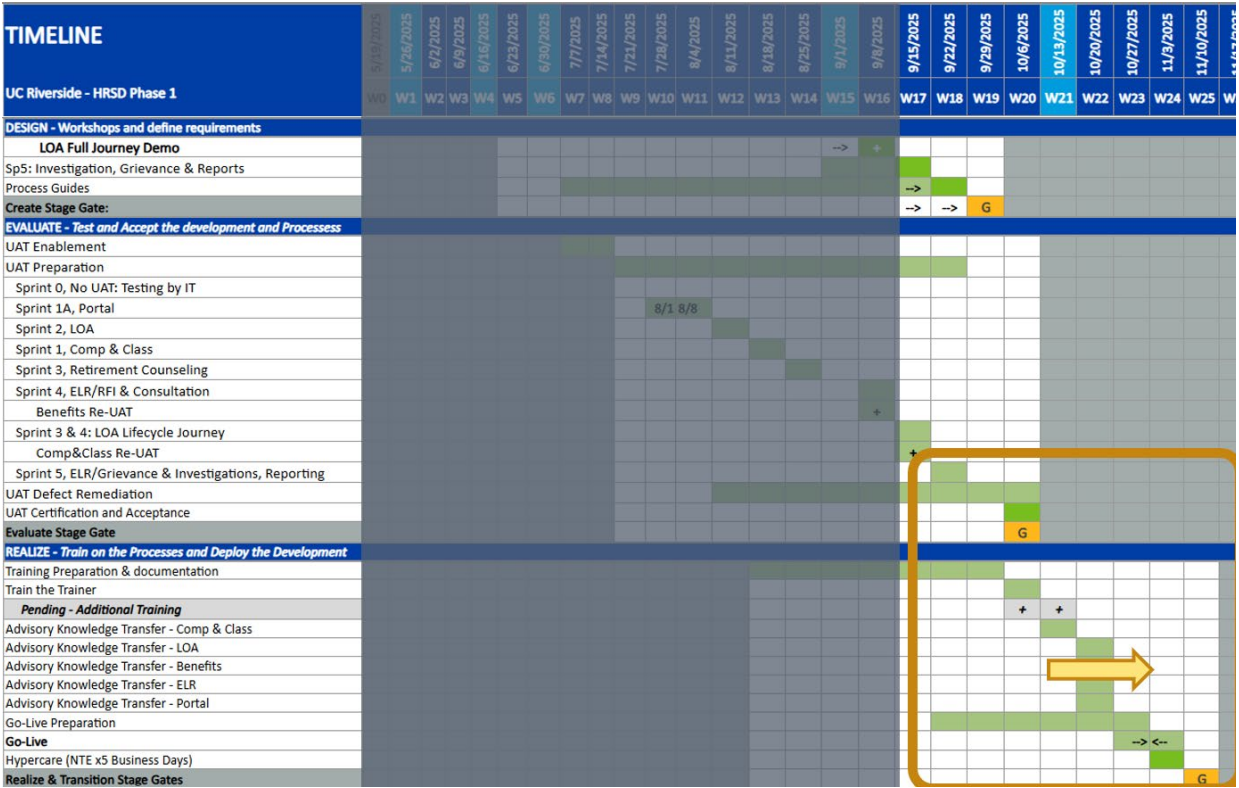 TIMELINE
5/19/2025 5/26/2025 6/2/2025 6/9/2025 6/16/2025 6/23/2025 6/30/2025 7/7/2025 7/14/2025 7/21/2025 7/28/2025 8/4/2025 8/11/2025 8/18/2025 8/25/2025 9/1/2025 9/8/2025 9/15/2025 9/22/2025 9/29/2025 10/6/2025 10/13/2025 10/20/2025 10/27/2025 11/3/2025 11/10/2025
UC Riverside - HRSD Phase 1 W0 W1 W2 W3 W4 W5 W6 W7 W8 W9 W10 W11 W12 W13 W14 W15 W16 W17 W18 W19 W20 W21 W22 W23 W24 W25
DESIGN - Workshops and define requirements
LOA Full Journey Demo --> +
Sp5: Investigation, Grievance & Reports
Process Guides -->
Create Stage Gate: --> --> G
EVALUATE - Test and Accept the development and Processess
UAT Enablement
UAT Preparation
Sprint 0, No UAT: Testing by IT
Sprint 1A, Portal 8/1 8/8
Sprint 2, LOA
Sprint 1, Comp & Class
Sprint 3, Retirement Counseling
Sprint 4, ELR/RFI & Consultation
Benefits Re-UAT +
Sprint 3 & 4: LOA Lifecycle Journey
Comp&Class Re-UAT +
Sprint 5, ELR/Grievance & Investigations, Reporting
UAT Defect Remediation
UAT Certification and Acceptance
Evaluate Stage Gate G
REALIZE - Train on the Processes and Deploy the Development
Training Preparation & documentation
Train the Trainer
Pending - Additional Training + +
Advisory Knowledge Transfer - Comp & Class
Advisory Knowledge Transfer - LOA
Advisory Knowledge Transfer - Benefits
Advisory Knowledge Transfer - ELR
Advisory Knowledge Transfer - Portal
Go-Live Preparation
Go-Live --> <--
Hypercare (NTE x5 Business Days)
Realize & Transition Stage Gates G